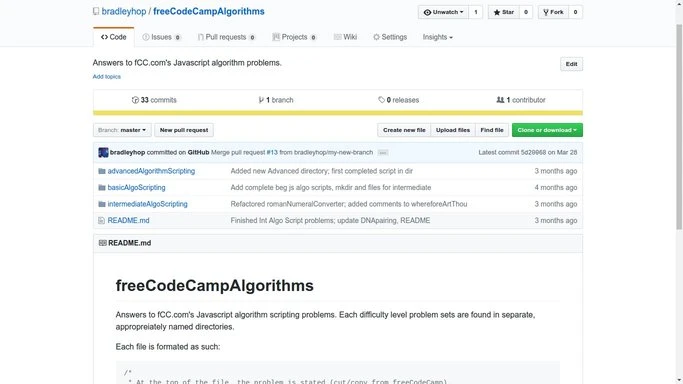 bradleyhop / freeCodeCampAlgorithms
Unwatch 1 Star 0 Fork 0
Code Issues 0 Pull requests 0 Projects 0 Wiki Settings Insights
Answers to fCC.com's Javascript algorithm problems. Edit
Add topics
33 commits 1 branch 0 releases 1 contributor
Branch: master New pull request Create new file Upload files Find file Clone or download
bradleyhop committed on GitHub Merge pull request #13 from bradleyhop/my-new-branch Latest commit 5d20068 on Mar 28
advancedAlgorithmScripting Added new Advanced directory; first completed script in dir 3 months ago
basicAlgoScripting Add complete beg js algo scripts, mkdir and files for intermediate 4 months ago
intermediateAlgoScripting Refactored romanNumeralConverter; added comments to whereforeArtThou 3 months ago
README.md Finished Int Algo Script problems; update DNApairing, README 3 months ago
README.md
freeCodeCampAlgorithms
Answers to fCC.com's Javascript algorithm scripting problems. Each difficulty level problem sets are found in separate,
appropreiately named directories.
Each file is formated as such:
/*
* At the top of the file, the problem is stated (cut/copy from freeCodeCamp)